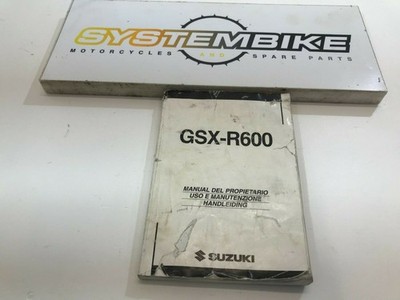 SYSTEMBIKE
MOTORCYCLES AND SPARE PARTS
GSX-R600
MANUAL DEL PROPIETARIO
USO E MANUTENZIONE
HANDLEIDING
SUZUKI